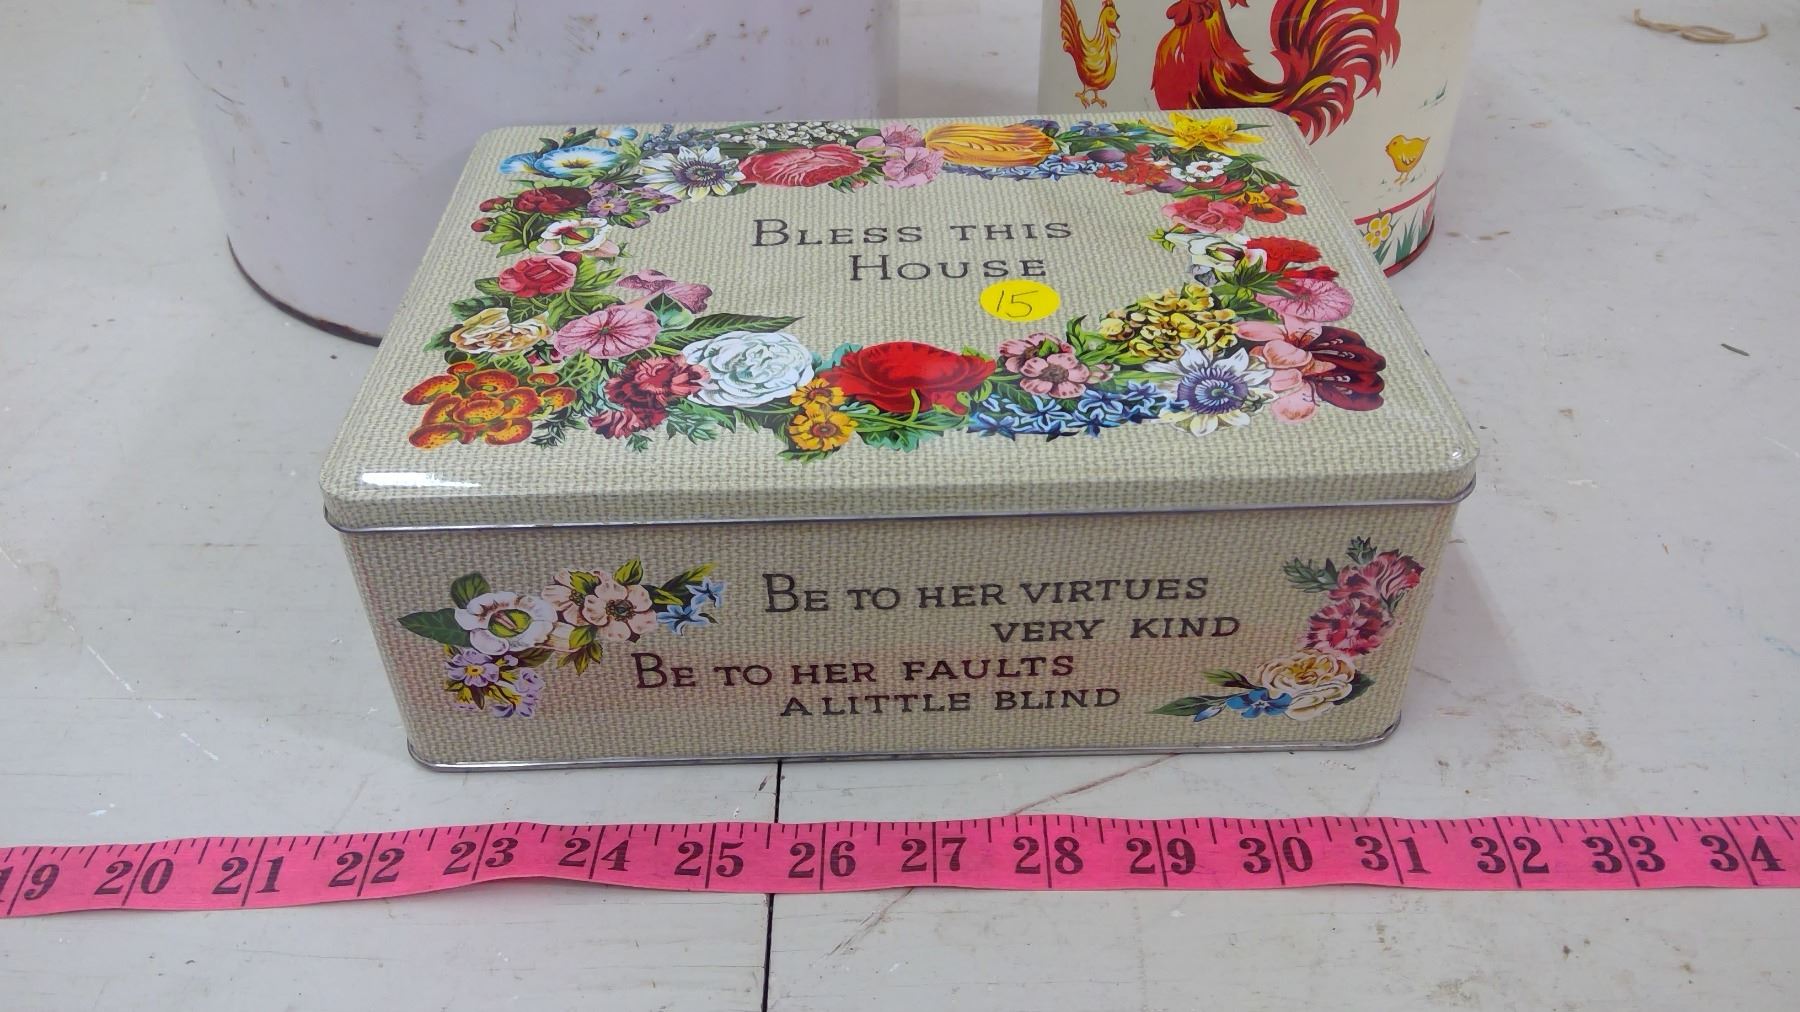 BLESS THIS
HOUSE
15
BE TO HER VIRTUES
VERY KIND
BE TO HER FAULTS
A LITTLE BLIND
19 20 21 22 23 24 25 26 27 28 29 30 31 32 33 34